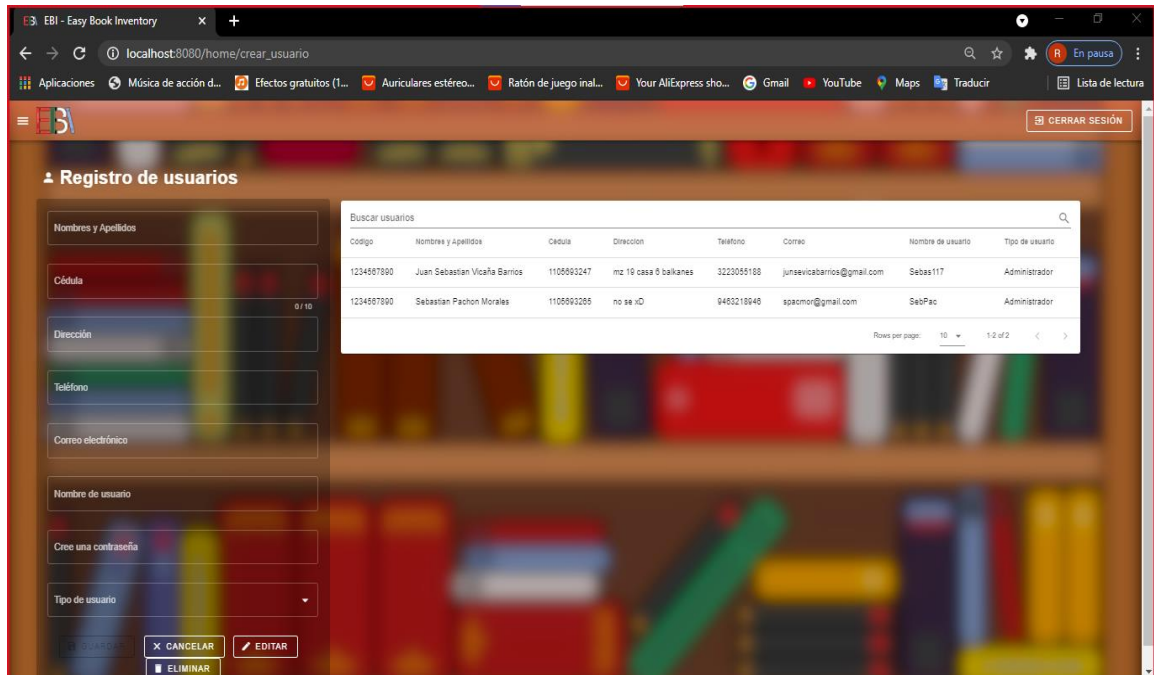 EBI EBI - Easy Book Inventory
localhost:8080/home/crear_usuario
R En pausa
Aplicaciones Música de acción d... Efectos gratuitos (1... Auriculares estéreo... Ratón de juego inal... Your AliExpress sho... Gmail YouTube Maps Traducir Lista de lectura
EBI CERRAR SESIÓN
Registro de usuarios
Nombres y Apellidos
Cédula
0 / 10
Dirección
Teléfono
Correo electrónico
Nombre de usuario
Cree una contraseña
Tipo de usuario
GUARDAR CANCELAR EDITAR
ELIMINAR
Buscar usuarios
Código Nombres y Apellidos Cedula Direccion Teléfono Correo Nombre de usuario Tipo de usuario
1234567890 Juan Sebastian Vicaña Barrios 1105693247 mz 19 casa 6 balkanes 3223055188 junsevicabarrios@gmail.com Sebas117 Administrador
1234567890 Sebastian Pachon Morales 1105693265 no se xD 9463218946 spacmor@gmail.com SebPac Administrador
Rows per page: 10 1-2 of 2